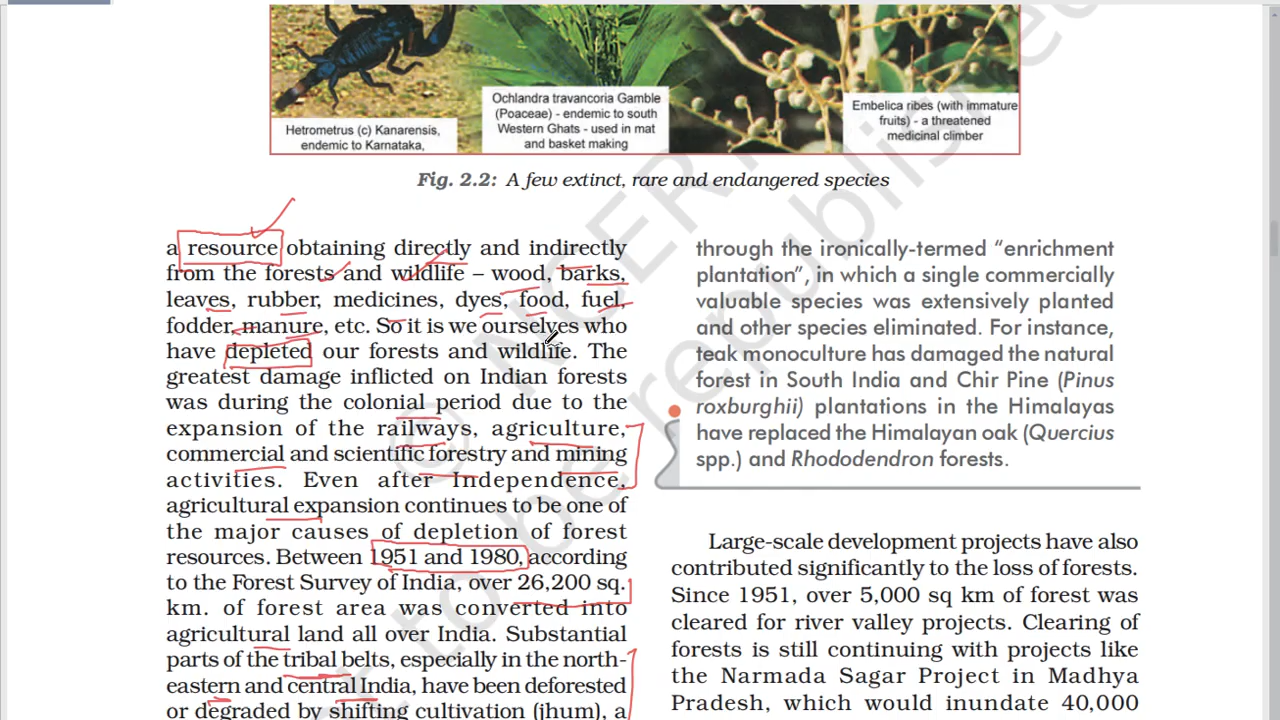 Hetrometrus (c) Kanarensis,
endemic to Karnataka,
Ochlandra travancoria Gamble
(Poaceae) - endemic to south
Western Ghats - used in mat
and basket making
Embelica ribes (with immature
fruits) - a threatened
medicinal climber
Fig. 2.2: A few extinct, rare and endangered species
a resource obtaining directly and indirectly
from the forests and wildlife – wood, barks,
leaves, rubber, medicines, dyes, food, fuel,
fodder, manure, etc. So it is we ourselves who
have depleted our forests and wildlife. The
greatest damage inflicted on Indian forests
was during the colonial period due to the
expansion of the railways, agriculture,
commercial and scientific forestry and mining
activities. Even after Independence,
agricultural expansion continues to be one of
the major causes of depletion of forest
resources. Between 1951 and 1980, according
to the Forest Survey of India, over 26,200 sq.
km. of forest area was converted into
agricultural land all over India. Substantial
parts of the tribal belts, especially in the north-
eastern and central India, have been deforested
or degraded by shifting cultivation (jhum), a
through the ironically-termed “enrichment
plantation”, in which a single commercially
valuable species was extensively planted
and other species eliminated. For instance,
teak monoculture has damaged the natural
forest in South India and Chir Pine (Pinus
roxburghii) plantations in the Himalayas
have replaced the Himalayan oak (Quercius
spp.) and Rhododendron forests.
Large-scale development projects have also
contributed significantly to the loss of forests.
Since 1951, over 5,000 sq km of forest was
cleared for river valley projects. Clearing of
forests is still continuing with projects like
the Narmada Sagar Project in Madhya
Pradesh, which would inundate 40,000
© NCERT
to be republished